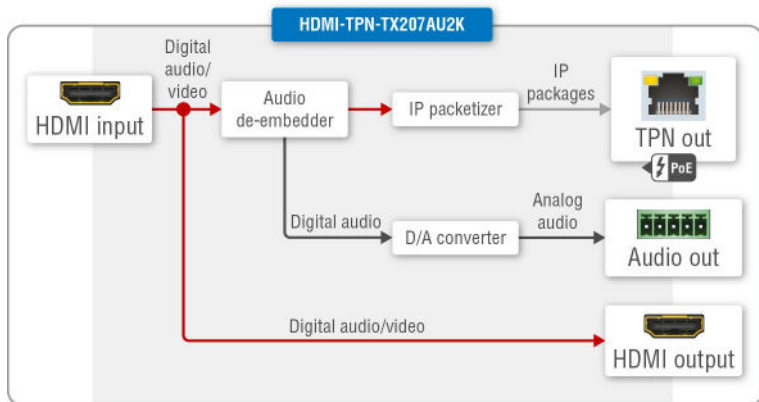 HDMI-TPN-TX207AU2K
Digital
audio/
video
HDMI input
Audio
de-embedder
IP packetizer
IP
packages
TPN out
PoE
Digital audio
D/A converter
Analog
audio
Audio out
Digital audio/video
HDMI output